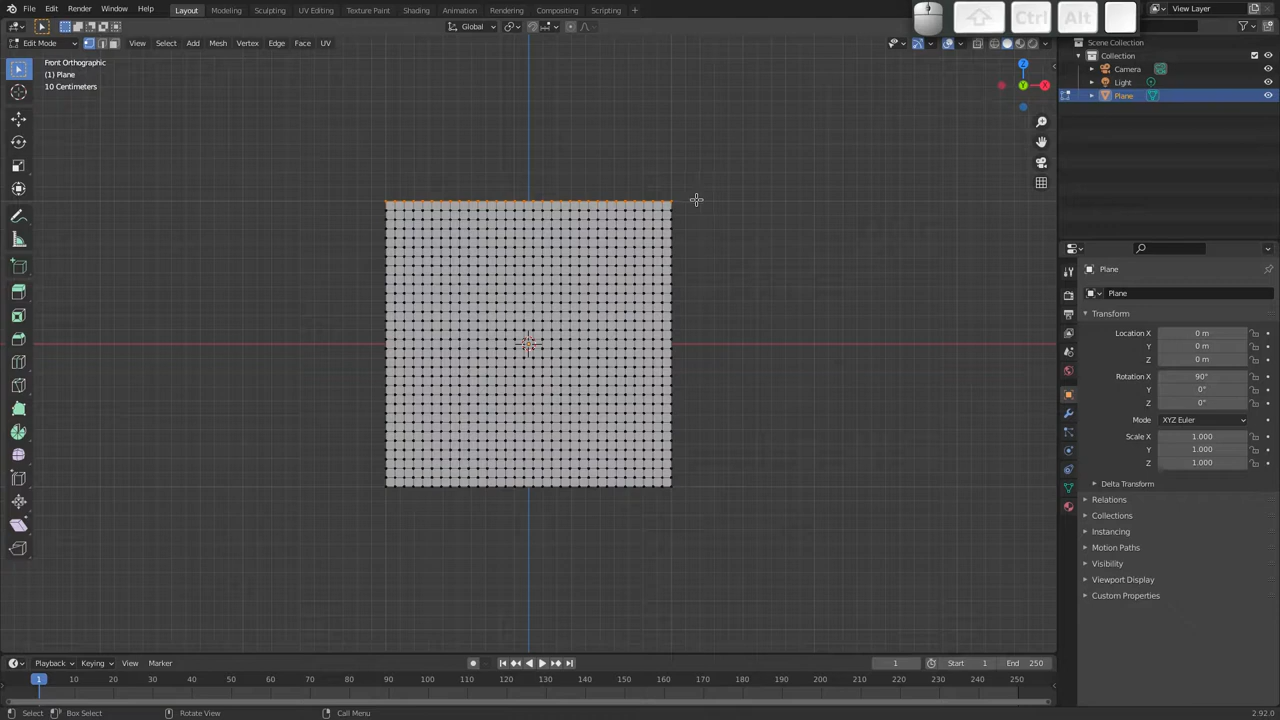 File Edit Render Window Help Layout Modeling Sculpting UV Editing Texture Paint Shading Animation Rendering Compositing Scripting + Ctrl Alt View Layer
Global
Edit Mode View Select Add Mesh Vertex Edge Face UV
Scene Collection
Collection
Camera
Light
Plane
Front Orthographic
(1) Plane
10 Centimeters
Z
Y
X
Plane
Plane
Transform
Location X 0 m
Y 0 m
Z 0 m
Rotation X 90°
Y 0°
Z 0°
Mode XYZ Euler
Scale X 1.000
Y 1.000
Z 1.000
Delta Transform
Relations
Collections
Instancing
Motion Paths
Visibility
Viewport Display
Custom Properties
Playback Keying View Marker 1 Start 1 End 250
1 10 20 30 40 50 60 70 80 90 100 110 120 130 140 150 160 170 180 190 200 210 220 230 240 250
Select Box Select Rotate View Call Menu 2.92.0